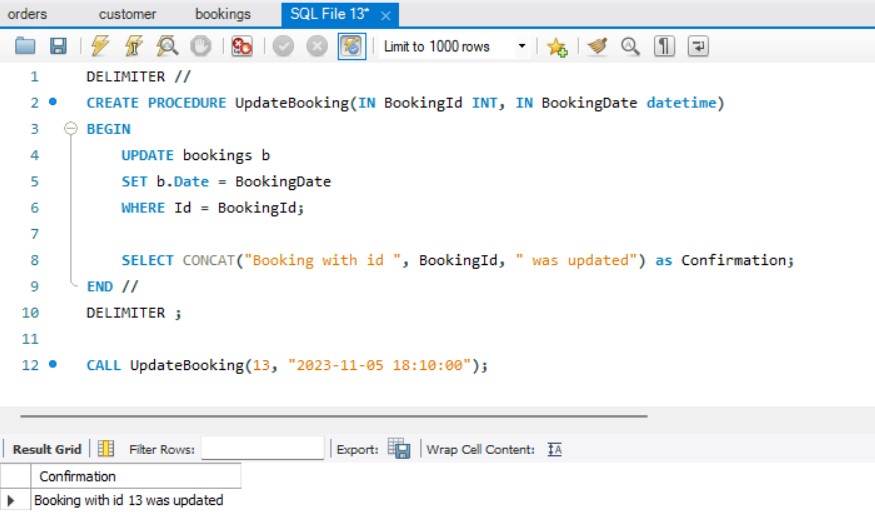 orders customer bookings SQL File 13* ×
Limit to 1000 rows
1 DELIMITER //
2 CREATE PROCEDURE UpdateBooking(IN BookingId INT, IN BookingDate datetime)
3 BEGIN
4 UPDATE bookings b
5 SET b.Date = BookingDate
6 WHERE Id = BookingId;
7
8 SELECT CONCAT("Booking with id ", BookingId, " was updated") as Confirmation;
9 END //
10 DELIMITER ;
11
12 CALL UpdateBooking(13, "2023-11-05 18:10:00");
Result Grid Filter Rows: Export: Wrap Cell Content:
Confirmation
Booking with id 13 was updated